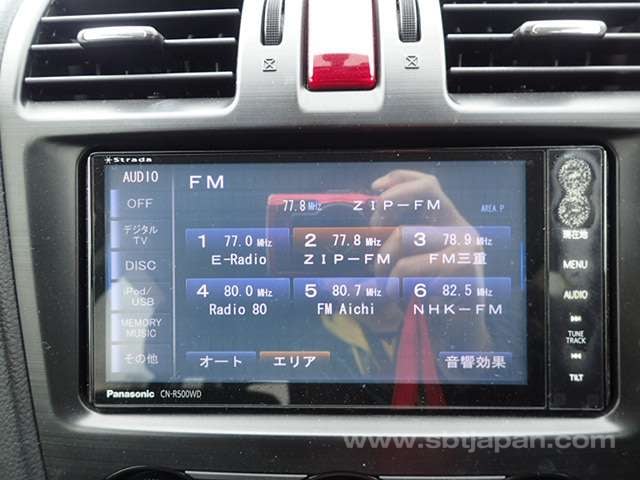 Strada
AUDIO
FM
77.8 MHz ZIP-FM AREA P
OFF
デジタル
TV
DISC
iPod/
USB
MEMORY
MUSIC
その他
1 77.0 MHz
E-Radio
2 77.8 MHz
ZIP-FM
3 78.9 MHz
FM三重
4 80.0 MHz
Radio 80
5 80.7 MHz
FM Aichi
6 82.5 MHz
NHK-FM
オート
エリア
音響効果
現在地
MENU
AUDIO
TUNE
TRACK
TILT
Panasonic CN-R500WD
www.sbtjapan.com